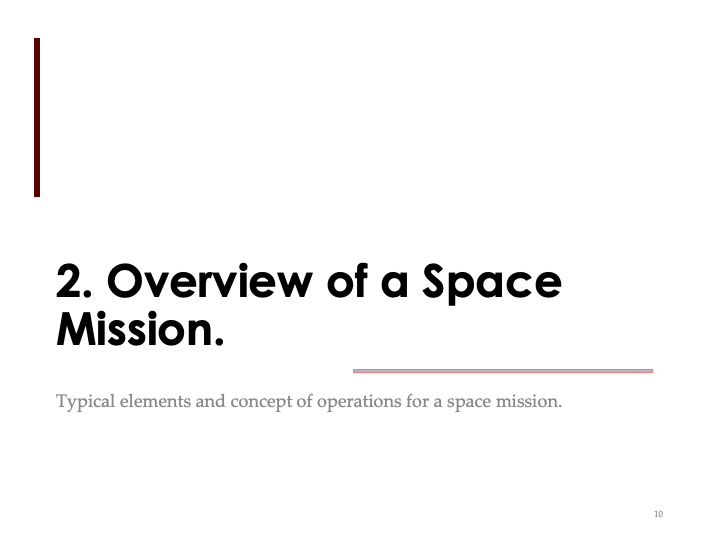 2. Overview of a Space
Mission.
Typical elements and concept of operations for a space mission.
10